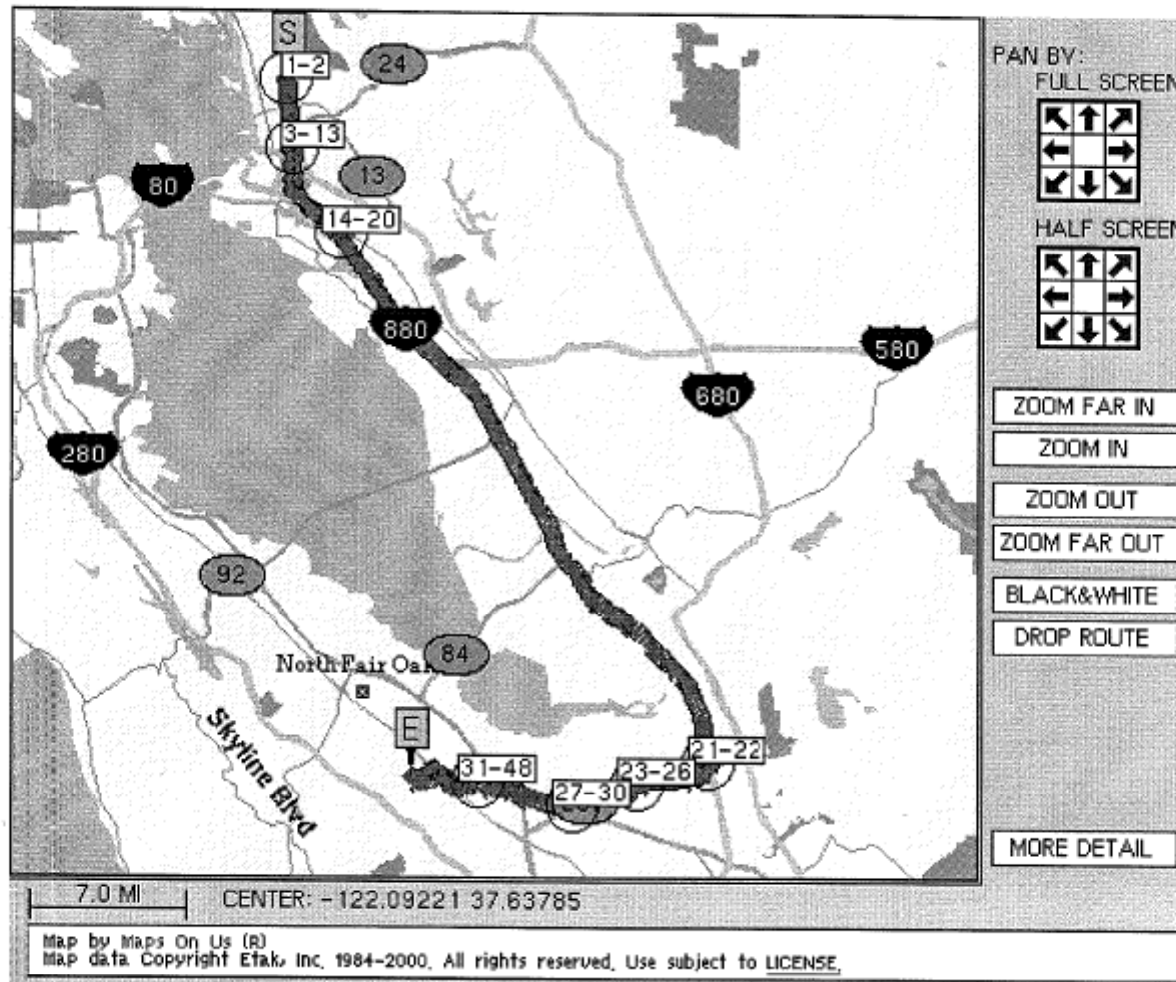 S
1-2
24
3-13
13
80
14-20
880
580
680
280
92
84
North Fair Oak
Skyline Blvd
E
21-22
23-26
31-48
27-30
PAN BY:
FULL SCREEN
HALF SCREEN
ZOOM FAR IN
ZOOM IN
ZOOM OUT
ZOOM FAR OUT
BLACK&WHITE
DROP ROUTE
MORE DETAIL
7.0 MI
CENTER: -122.09221 37.63785
Map by Maps On Us (R)
Map data Copyright Etak, Inc. 1984-2000. All rights reserved. Use subject to LICENSE.